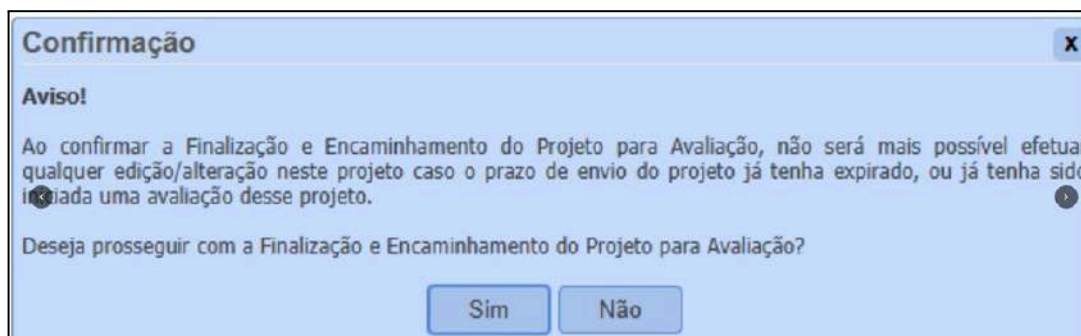 Confirmação
X
Aviso!
Ao confirmar a Finalização e Encaminhamento do Projeto para Avaliação, não será mais possível efetua
qualquer edição/alteração neste projeto caso o prazo de envio do projeto já tenha expirado, ou já tenha sido
uma avaliação desse projeto.
Deseja prosseguir com a Finalização e Encaminhamento do Projeto para Avaliação?
Sim
Não